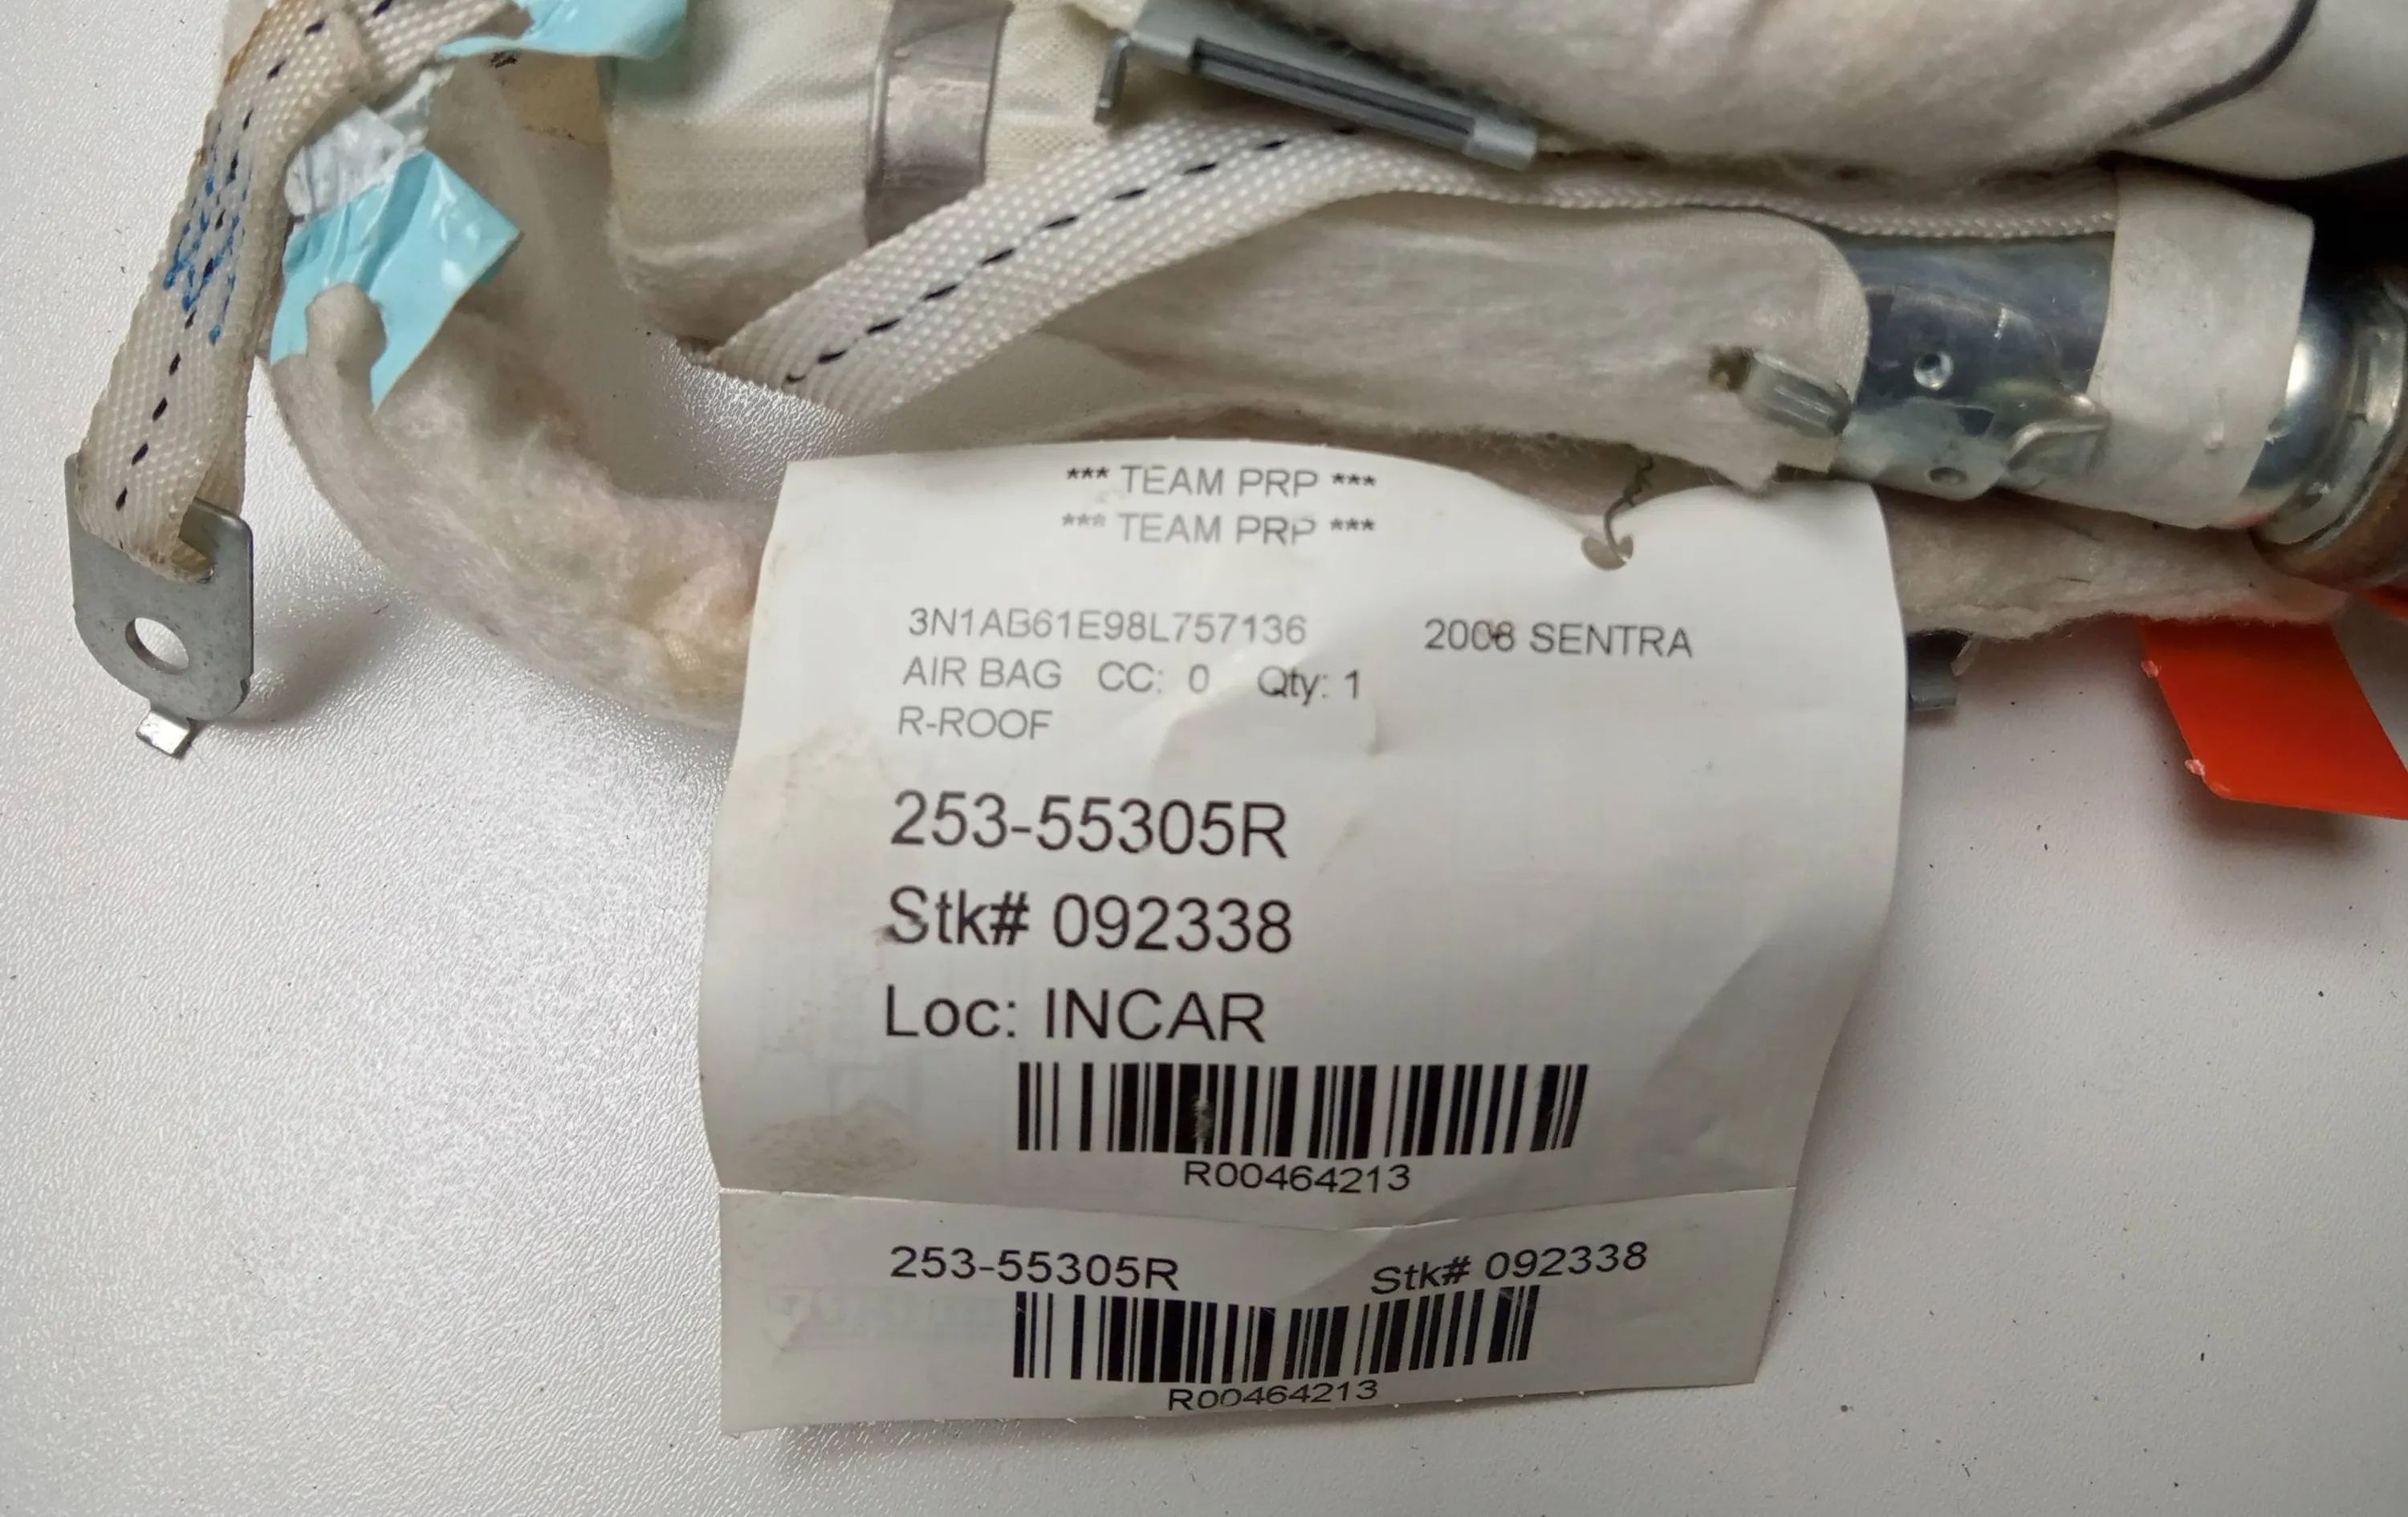 *** TEAM PRP ***
*** TEAM PRP ***
3N1AB61E98L757136 2008 SENTRA
AIR BAG CC: 0 Qty: 1
R-ROOF
253-55305R
Stk# 092338
Loc: INCAR
R00464213
253-55305R Stk# 092338
R00464213